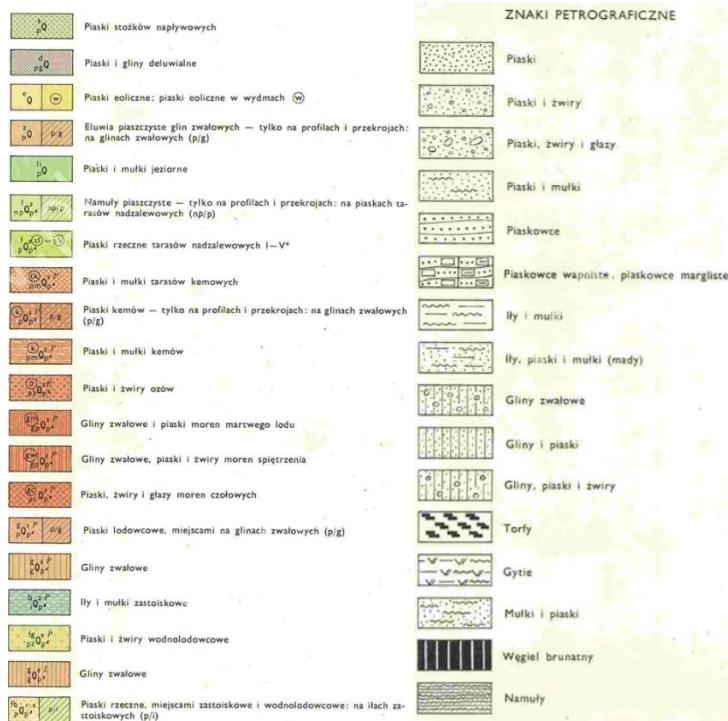 Piaski stożków napływowych
Piaski i gliny deluwialne
Piaski eoliczne; piaski eoliczne w wydmach (w)
Eluwia piaszczyste glin zwałowych — tylko na profilach i przekrojach:
na glinach zwałowych (p/g)
Piaski i mułki jeziorne
Namuły piaszczyste — tylko na profilach i przekrojach: na piaskach ta-
rasów nadzalewowych (np/p)
Piaski rzeczne tarasów nadzalewowych I—V*
Piaski i mułki tarasów kemowych
Piaski kemów — tylko na profilach i przekrojach: na glinach zwałowych
(p/g)
Piaski i mułki kemów
Piaski i żwiry ozów
Gliny zwałowe i piaski moren martwego lodu
Gliny zwałowe, piaski i żwiry moren spiętrzenia
Piaski, żwiry i głazy moren czołowych
Piaski lodowcowe, miejscami na glinach zwałowych (p/g)
Gliny zwałowe
Iły i mułki zastoiskowe
Piaski i żwiry wodnolodowcowe
Gliny zwałowe
Piaski rzeczne, miejscami zastoiskowe i wodnolodowcowe: na iłach za-
stoiskowych (p/i)
ZNAKI PETROGRAFICZNE
Piaski
Piaski i żwiry
Piaski, żwiry i głazy
Piaski i mułki
Piaskowce
Piaskowce wapniste, piaskowce margliste
Iły i mułki
Iły, piaski i mułki (mady)
Gliny zwałowe
Gliny i piaski
Gliny, piaski i żwiry
Torfy
Gytie
Mułki i piaski
Węgiel brunatny
Namuły